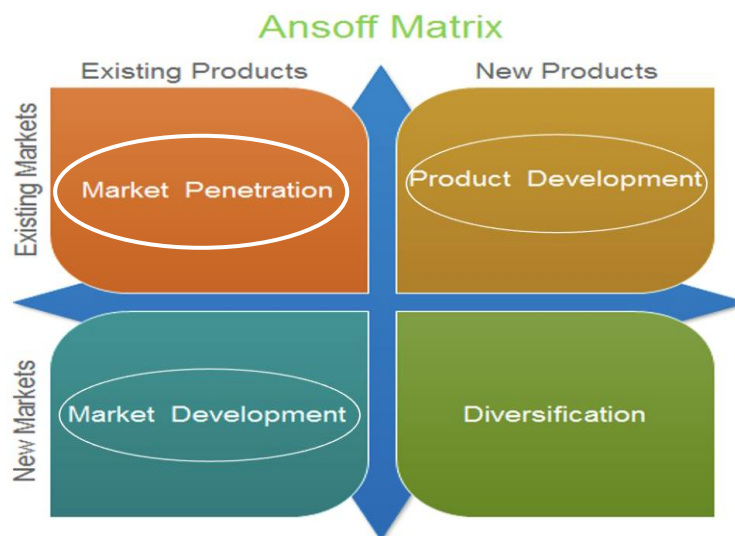 Ansoff Matrix
Existing Products
New Products
Existing Markets
Market Penetration
Product Development
New Markets
Market Development
Diversification